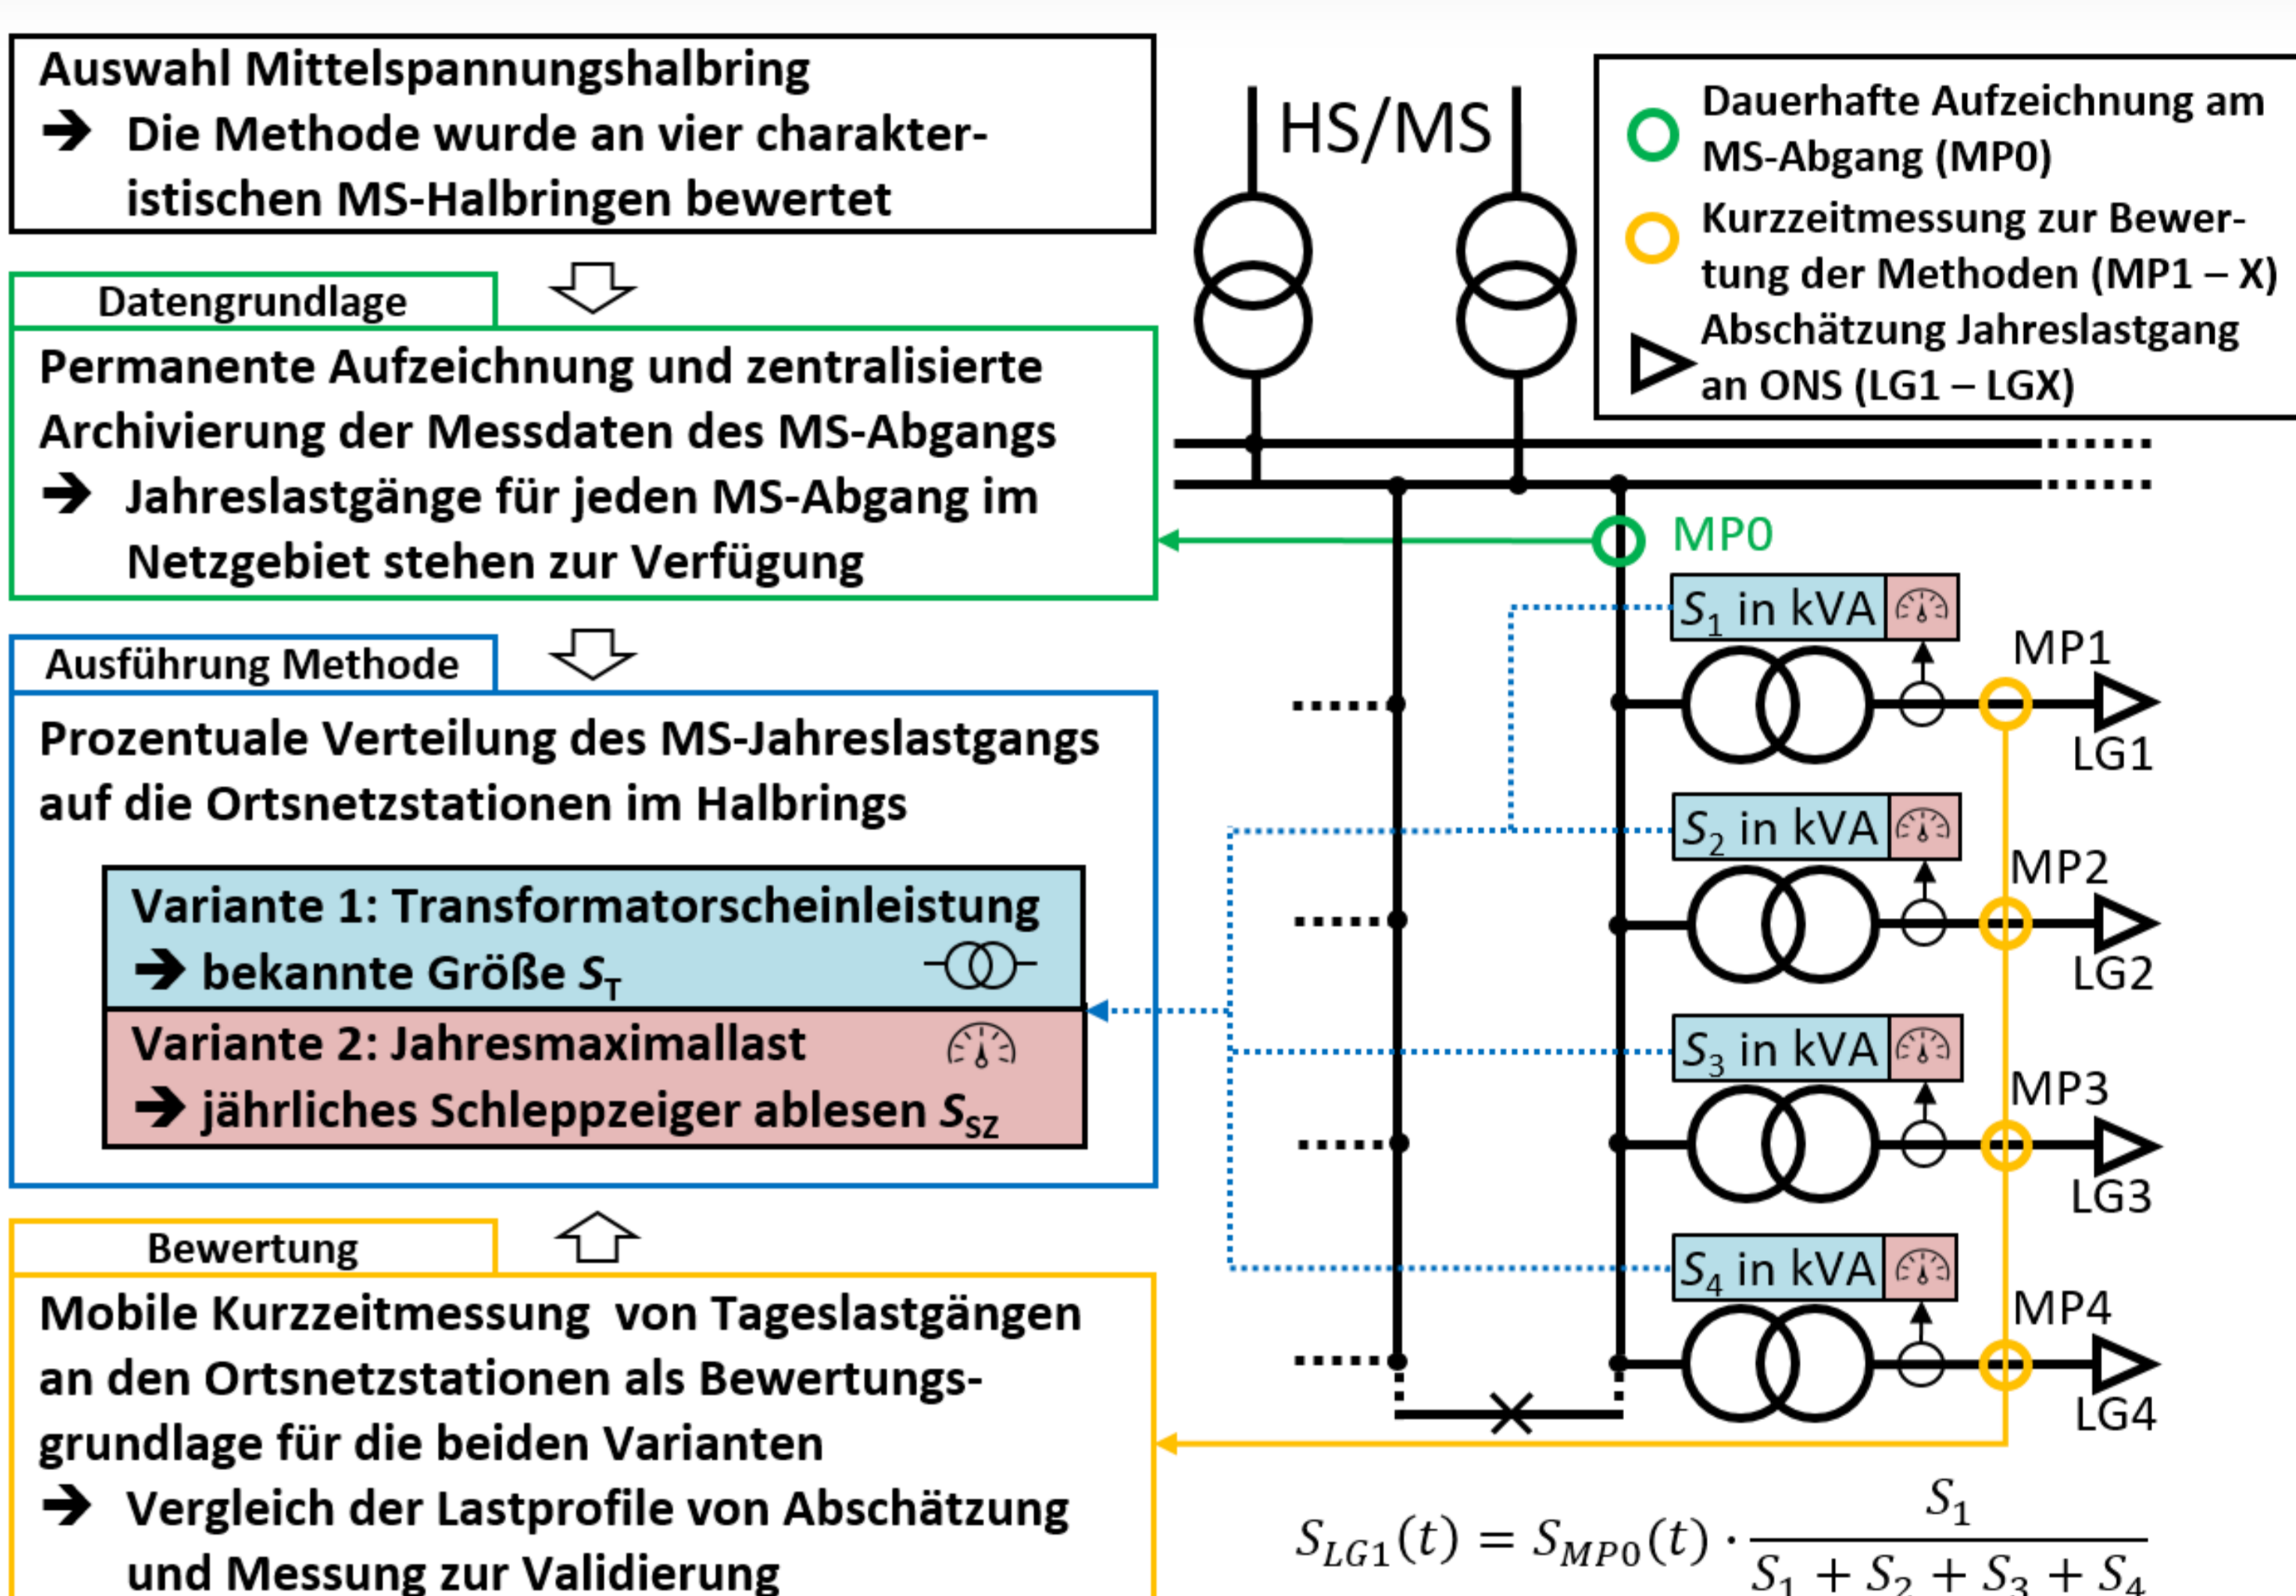 Auswahl Mittelspannungshalbring
➔ Die Methode wurde an vier charakter-
istischen MS-Halbringen bewertet
Datengrundlage
Permanente Aufzeichnung und zentralisierte
Archivierung der Messdaten des MS-Abgangs
➔ Jahreslastgänge für jeden MS-Abgang im
Netzgebiet stehen zur Verfügung
Ausführung Methode
Prozentuale Verteilung des MS-Jahreslastgangs
auf die Ortsnetzstationen im Halbrings
Variante 1: Transformatorscheinleistung
➔ bekannte Größe S_T
Variante 2: Jahresmaximallast
➔ jährliches Schleppzeiger ablesen S_SZ
Bewertung
Mobile Kurzzeitmessung von Tageslastgängen
an den Ortsnetzstationen als Bewertungs-
grundlage für die beiden Varianten
➔ Vergleich der Lastprofile von Abschätzung
und Messung zur Validierung
HS/MS
Dauerhafte Aufzeichnung am
MS-Abgang (MP0)
Kurzzeitmessung zur Bewer-
tung der Methoden (MP1 – X)
Abschätzung Jahreslastgang
an ONS (LG1 – LGX)
MP0
S_1 in kVA
MP1
LG1
S_2 in kVA
MP2
LG2
S_3 in kVA
MP3
LG3
S_4 in kVA
MP4
LG4
S_LG1(t) = S_MP0(t) · S_1 / (S_1 + S_2 + S_3 + S_4)